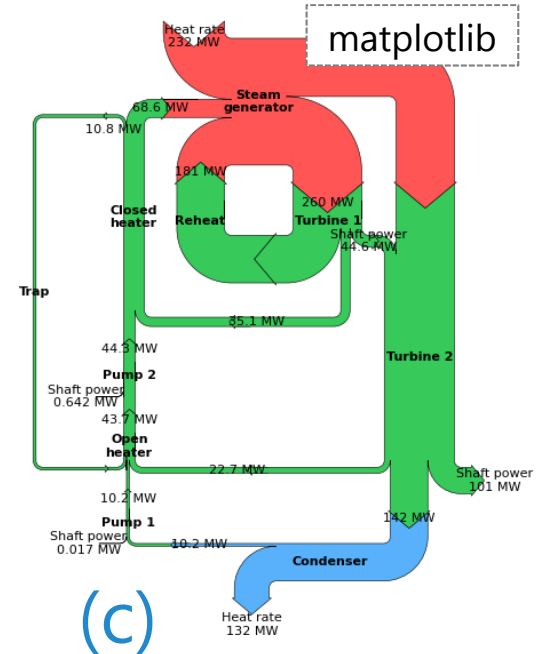 Heat rate
232 MW
matplotlib
68.6 MW
Steam
generator
10.8 MW
181 MW
260 MW
Closed
heater
Reheat
Turbine 1
Shaft power
44.6 MW
Trap
35.1 MW
44.3 MW
Turbine 2
Pump 2
Shaft power
0.642 MW
43.7 MW
Open
heater
22.7 MW
Shaft power
101 MW
10.2 MW
142 MW
Pump 1
Shaft power
0.017 MW
10.2 MW
Condenser
(c)
Heat rate
132 MW